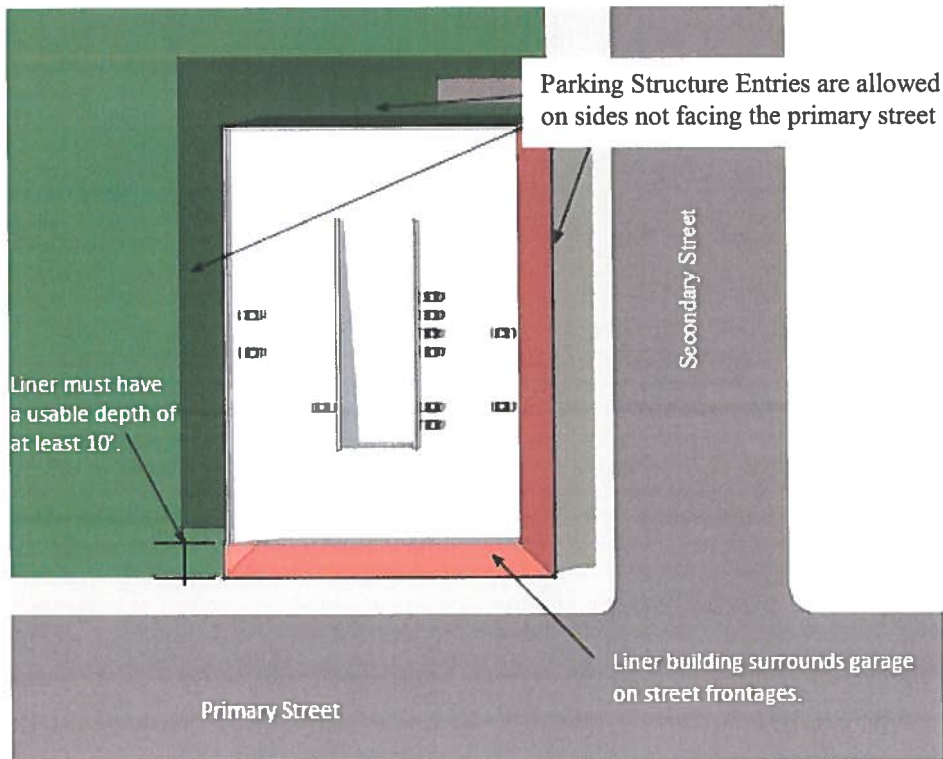 Parking Structure Entries are allowed
on sides not facing the primary street
Secondary Street
Liner must have
a usable depth of
at least 10'.
Liner building surrounds garage
on street frontages.
Primary Street